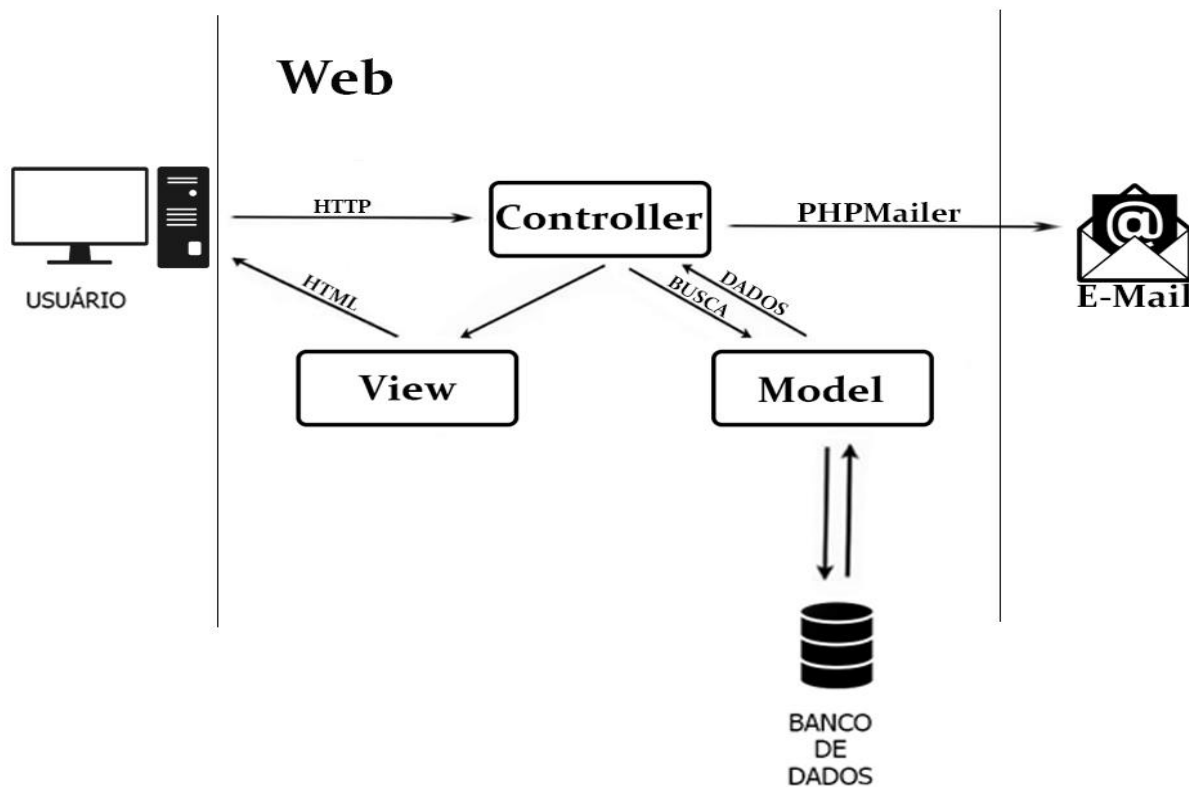 Web
HTTP
Controller
PHPMailer
USUÁRIO
HTML
BUSCA
DADOS
E-Mail
View
Model
BANCO
DE
DADOS